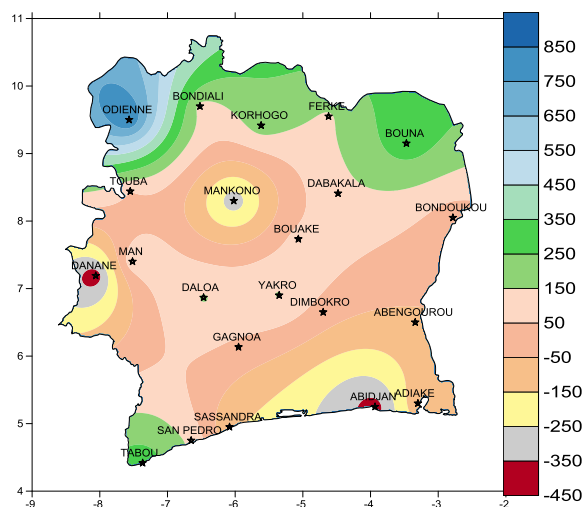 11
10
9
8
7
6
5
4
-9
-8
-7
-6
-5
-4
-3
-2
ODIENNE
BONDIALI
KORHOGO
FERKE
BOUNA
TOUBA
MANKONO
DABAKALA
BONDOUKOU
BOUAKE
MAN
DANANE
DALOA
YAKRO
DIMBOKRO
ABENGOUROU
GAGNOA
ABIDJAN
ADIAKE
SASSANDRA
SAN PEDRO
TABOU
850
750
650
550
450
350
250
150
50
-50
-150
-250
-350
-450